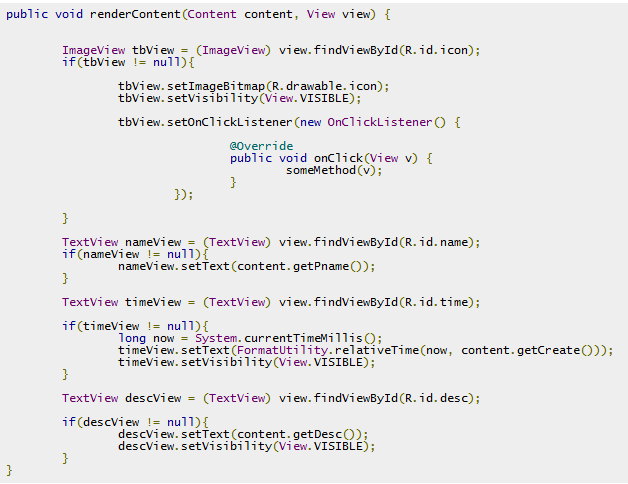 public void renderContent(Content content, View view) {
ImageView tbView = (ImageView) view.findViewById(R.id.icon);
if(tbView != null){
tbView.setImageBitmap(R.drawable.icon);
tbView.setVisibility(View.VISIBLE);
tbView.setOnClickListener(new OnClickListener() {
@Override
public void onClick(View v) {
someMethod(v);
}
});
}
TextView nameView = (TextView) view.findViewById(R.id.name);
if(nameView != null){
nameView.setText(content.getPname());
}
TextView timeView = (TextView) view.findViewById(R.id.time);
if(timeView != null){
long now = System.currentTimeMillis();
timeView.setText(FormatUtility.relativeTime(now, content.getCreate()));
timeView.setVisibility(View.VISIBLE);
}
TextView descView = (TextView) view.findViewById(R.id.desc);
if(descView != null){
descView.setText(content.getDesc());
descView.setVisibility(View.VISIBLE);
}
}